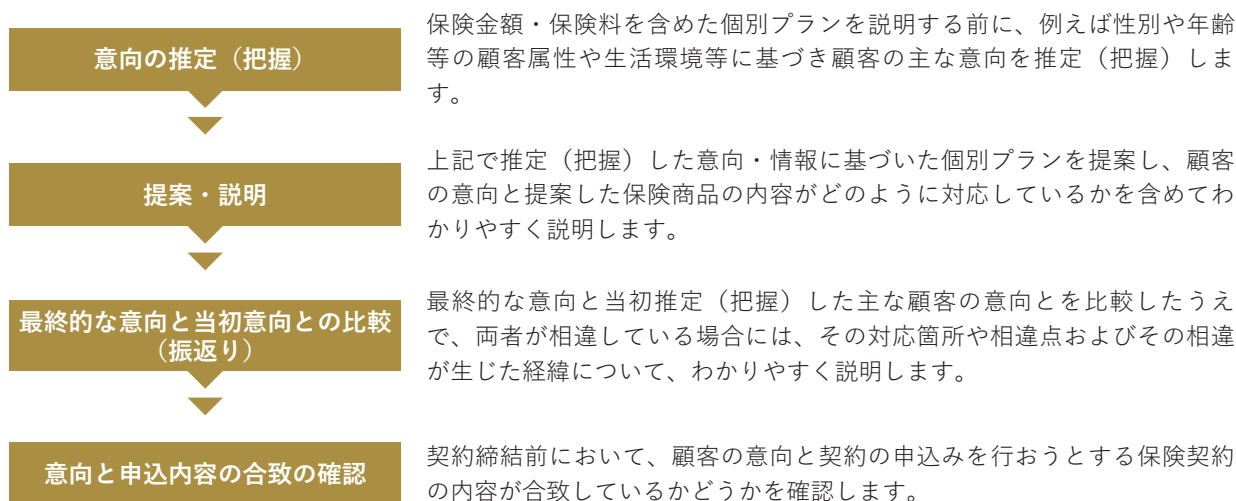 意向の推定（把握）
保険金額・保険料を含めた個別プランを説明する前に、例えば性別や年齢
等の顧客属性や生活環境等に基づき顧客の主な意向を推定（把握）しま
す。
提案・説明
上記で推定（把握）した意向・情報に基づいた個別プランを提案し、顧客
の意向と提案した保険商品の内容がどのように対応しているかを含めてわ
かりやすく説明します。
最終的な意向と当初意向との比較
（振返り）
最終的な意向と当初推定（把握）した主な顧客の意向とを比較したうえ
で、両者が相違している場合には、その対応箇所や相違点およびその相違
が生じた経緯について、わかりやすく説明します。
意向と申込内容の合致の確認
契約締結前において、顧客の意向と契約の申込みを行おうとする保険契約
の内容が合致しているかどうかを確認します。